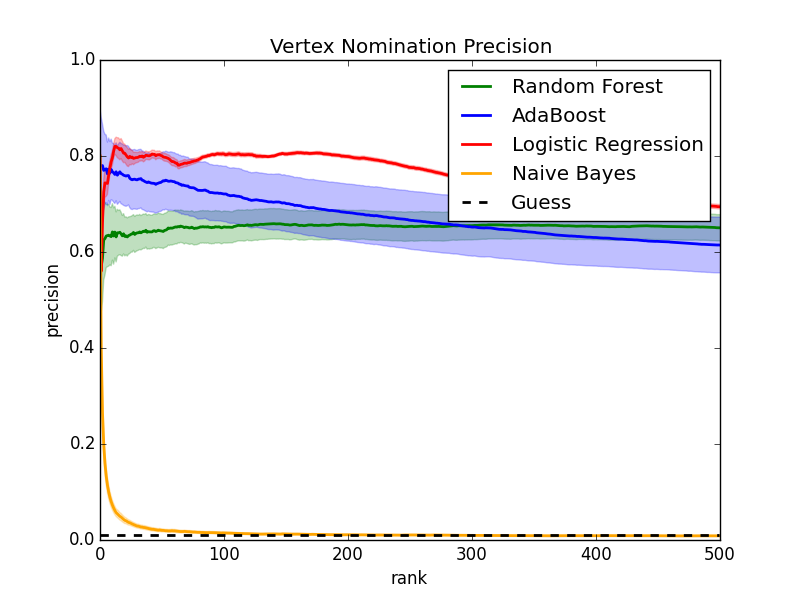 Vertex Nomination Precision
1.0
0.8
0.6
0.4
0.2
0.0
precision
Random Forest
AdaBoost
Logistic Regression
Naive Bayes
Guess
0 100 200 300 400 500
rank